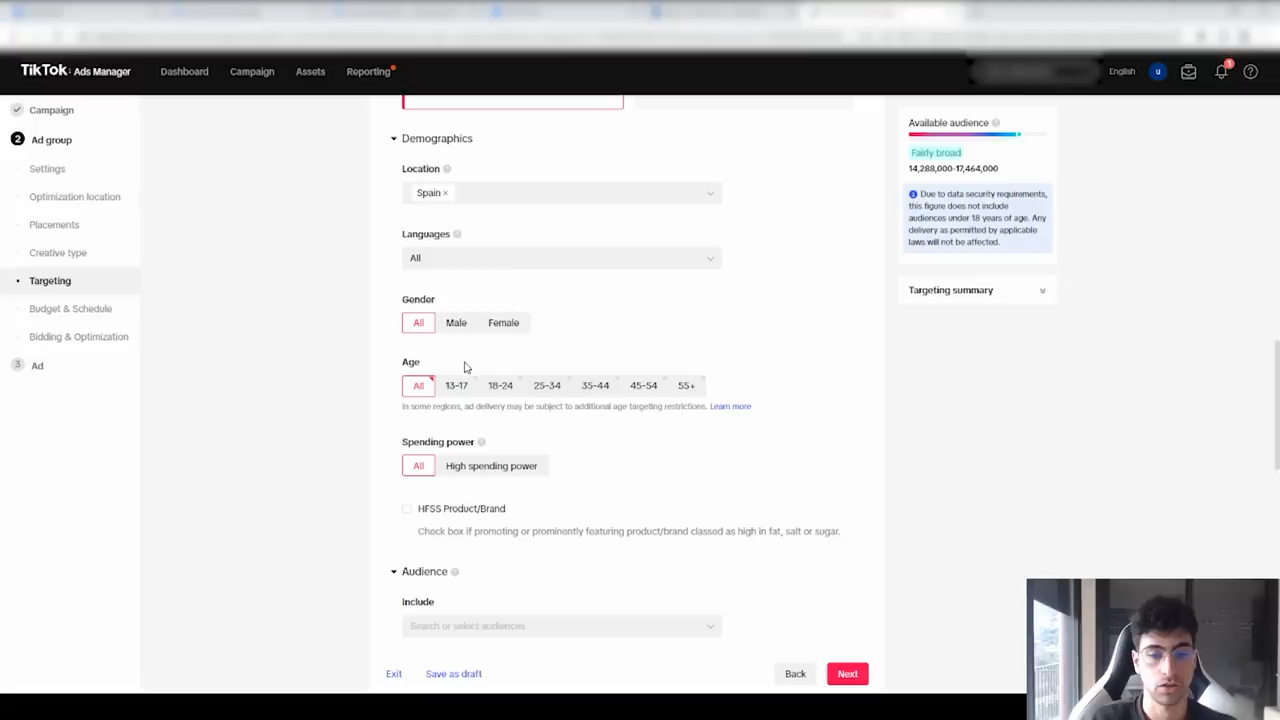 TikTok: Ads Manager
Dashboard
Campaign
Assets
Reporting
English
U
Campaign
2
Ad group
Settings
Optimization location
Placements
Creative type
Targeting
Budget & Schedule
Bidding & Optimization
3
Ad
Demographics
Location
Spain ×
Languages
All
Gender
All
Male
Female
Age
All
13-17
18-24
25-34
35-44
45-54
55+
In some regions, ad delivery may be subject to additional age targeting restrictions. Learn more
Spending power
All
High spending power
HFSS Product/Brand
Check box if promoting or prominently featuring product/brand classed as high in fat, salt or sugar.
Audience
Include
Search or select audiences
Exit
Save as draft
Back
Next
Available audience
Fairly broad
14,288,000-17,464,000
Due to data security requirements,
this figure does not include
audiences under 18 years of age. Any
delivery as permitted by applicable
laws will not be affected.
Targeting summary